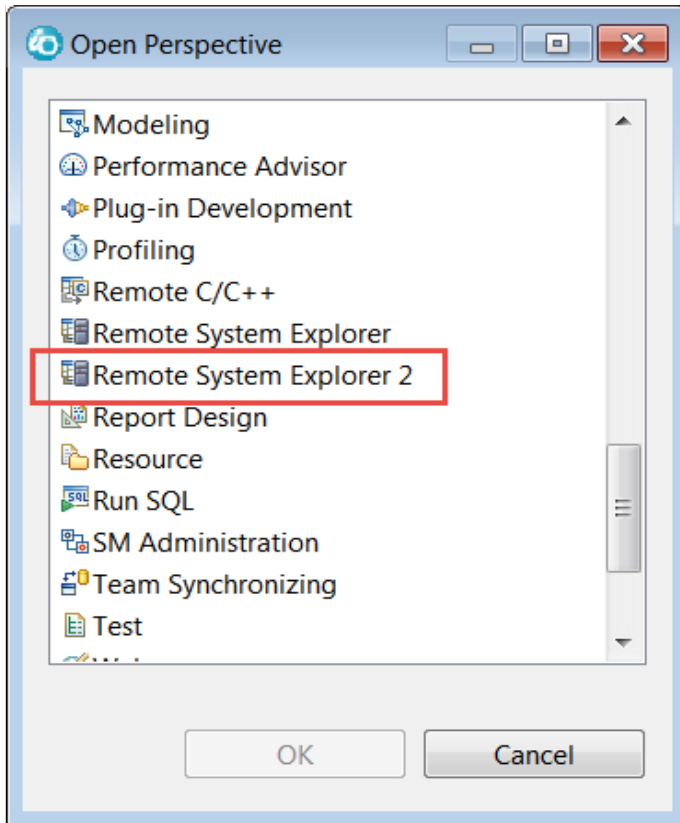 Open Perspective
Modeling
Performance Advisor
Plug-in Development
Profiling
Remote C/C++
Remote System Explorer
Remote System Explorer 2
Report Design
Resource
Run SQL
SM Administration
Team Synchronizing
Test
OK
Cancel